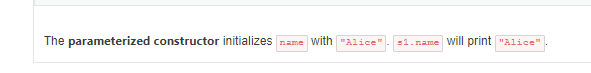 The parameterized constructor initializes name with "Alice". s1.name will print "Alice".